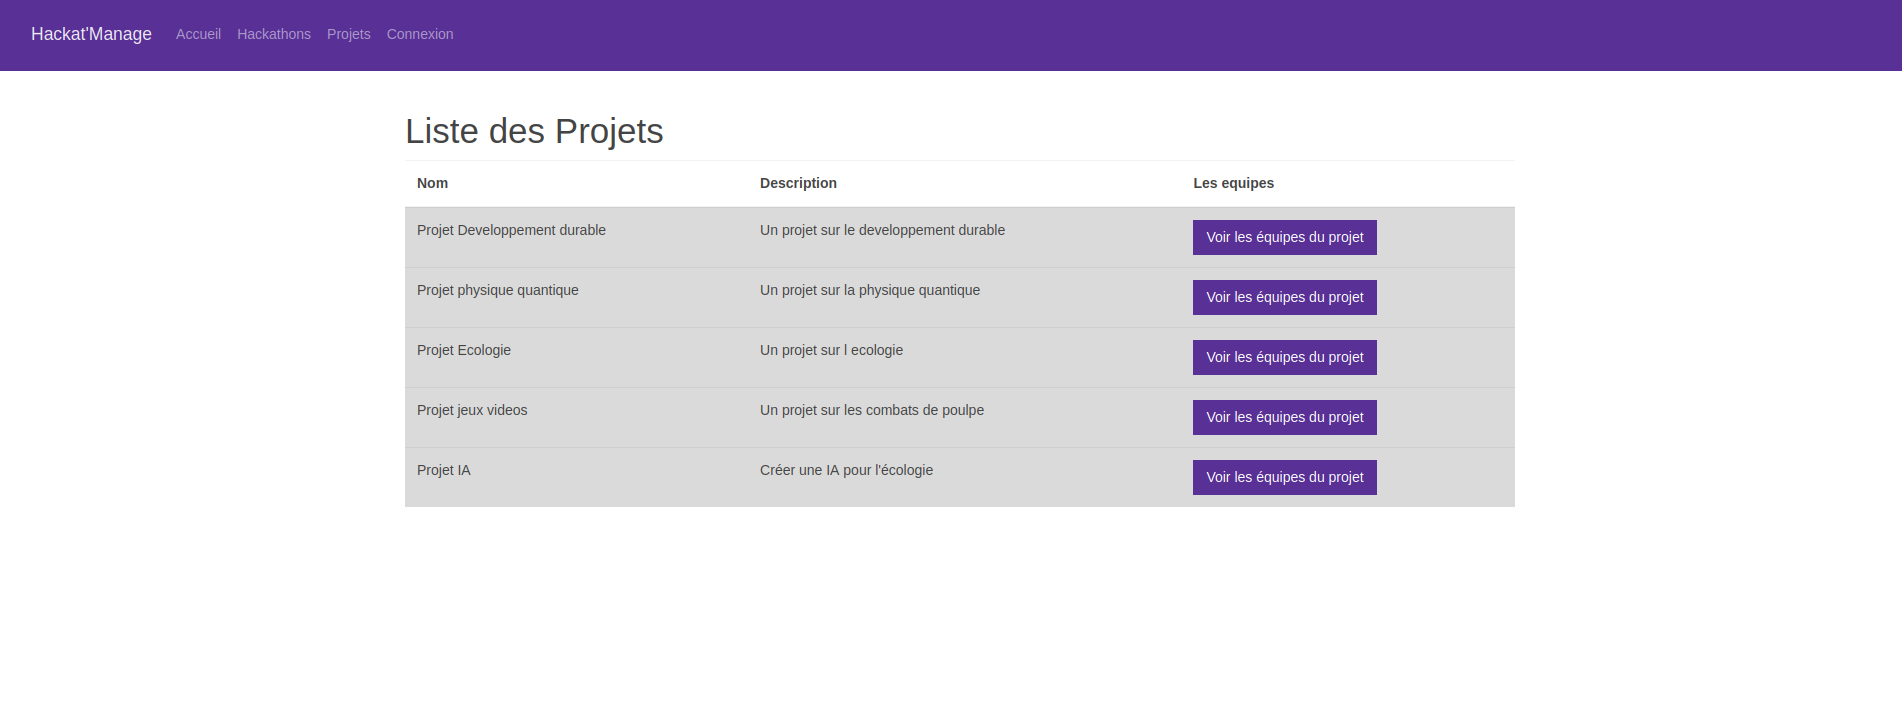 Hackat'Manage Accueil Hackathons Projets Connexion
Liste des Projets
Nom Description Les equipes
Projet Developpement durable Un projet sur le developpement durable Voir les équipes du projet
Projet physique quantique Un projet sur la physique quantique Voir les équipes du projet
Projet Ecologie Un projet sur l ecologie Voir les équipes du projet
Projet jeux videos Un projet sur les combats de poulpe Voir les équipes du projet
Projet IA Créer une IA pour l'écologie Voir les équipes du projet